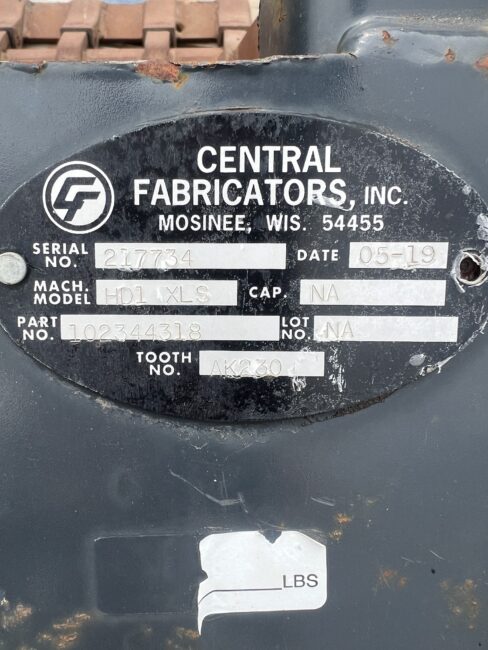 CF
CENTRAL
FABRICATORS, INC.
MOSINEE, WIS. 54455
SERIAL NO. 217734 DATE 05-19
MACH. MODEL HD1 XLS CAP. NA
PART NO. 102344318 LOT NO. NA
TOOTH NO. AK230
LBS